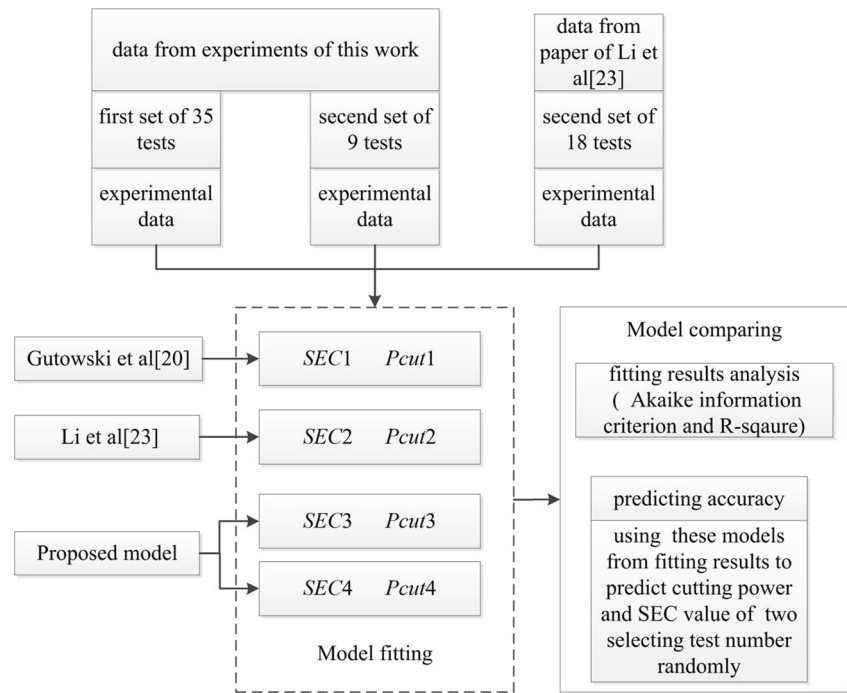 data from experiments of this work
data from
paper of Li et
al[23]
first set of 35
tests
secend set of
9 tests
secend set of
18 tests
experimental
data
experimental
data
experimental
data
Gutowski et al[20]
Li et al[23]
Proposed model
SEC1 Pcut1
SEC2 Pcut2
SEC3 Pcut3
SEC4 Pcut4
Model fitting
Model comparing
fitting results analysis
( Akaike information
criterion and R-sqaure)
predicting accuracy
using these models
from fitting results to
predict cutting power
and SEC value of two
selecting test number
randomly